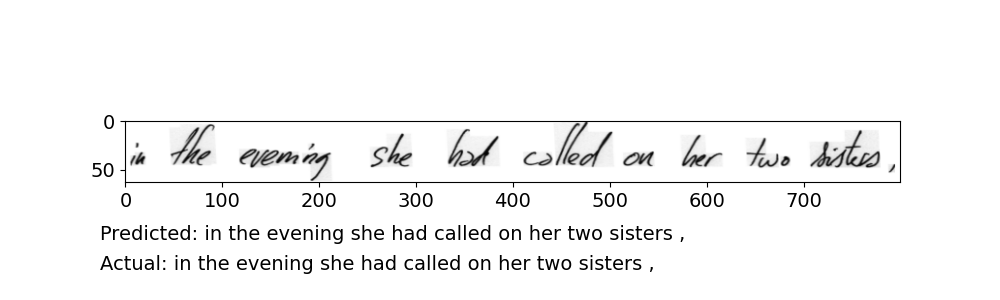 0
in the evening she had called on her two sisters ,
50
0 100 200 300 400 500 600 700
Predicted: in the evening she had called on her two sisters ,
Actual: in the evening she had called on her two sisters ,